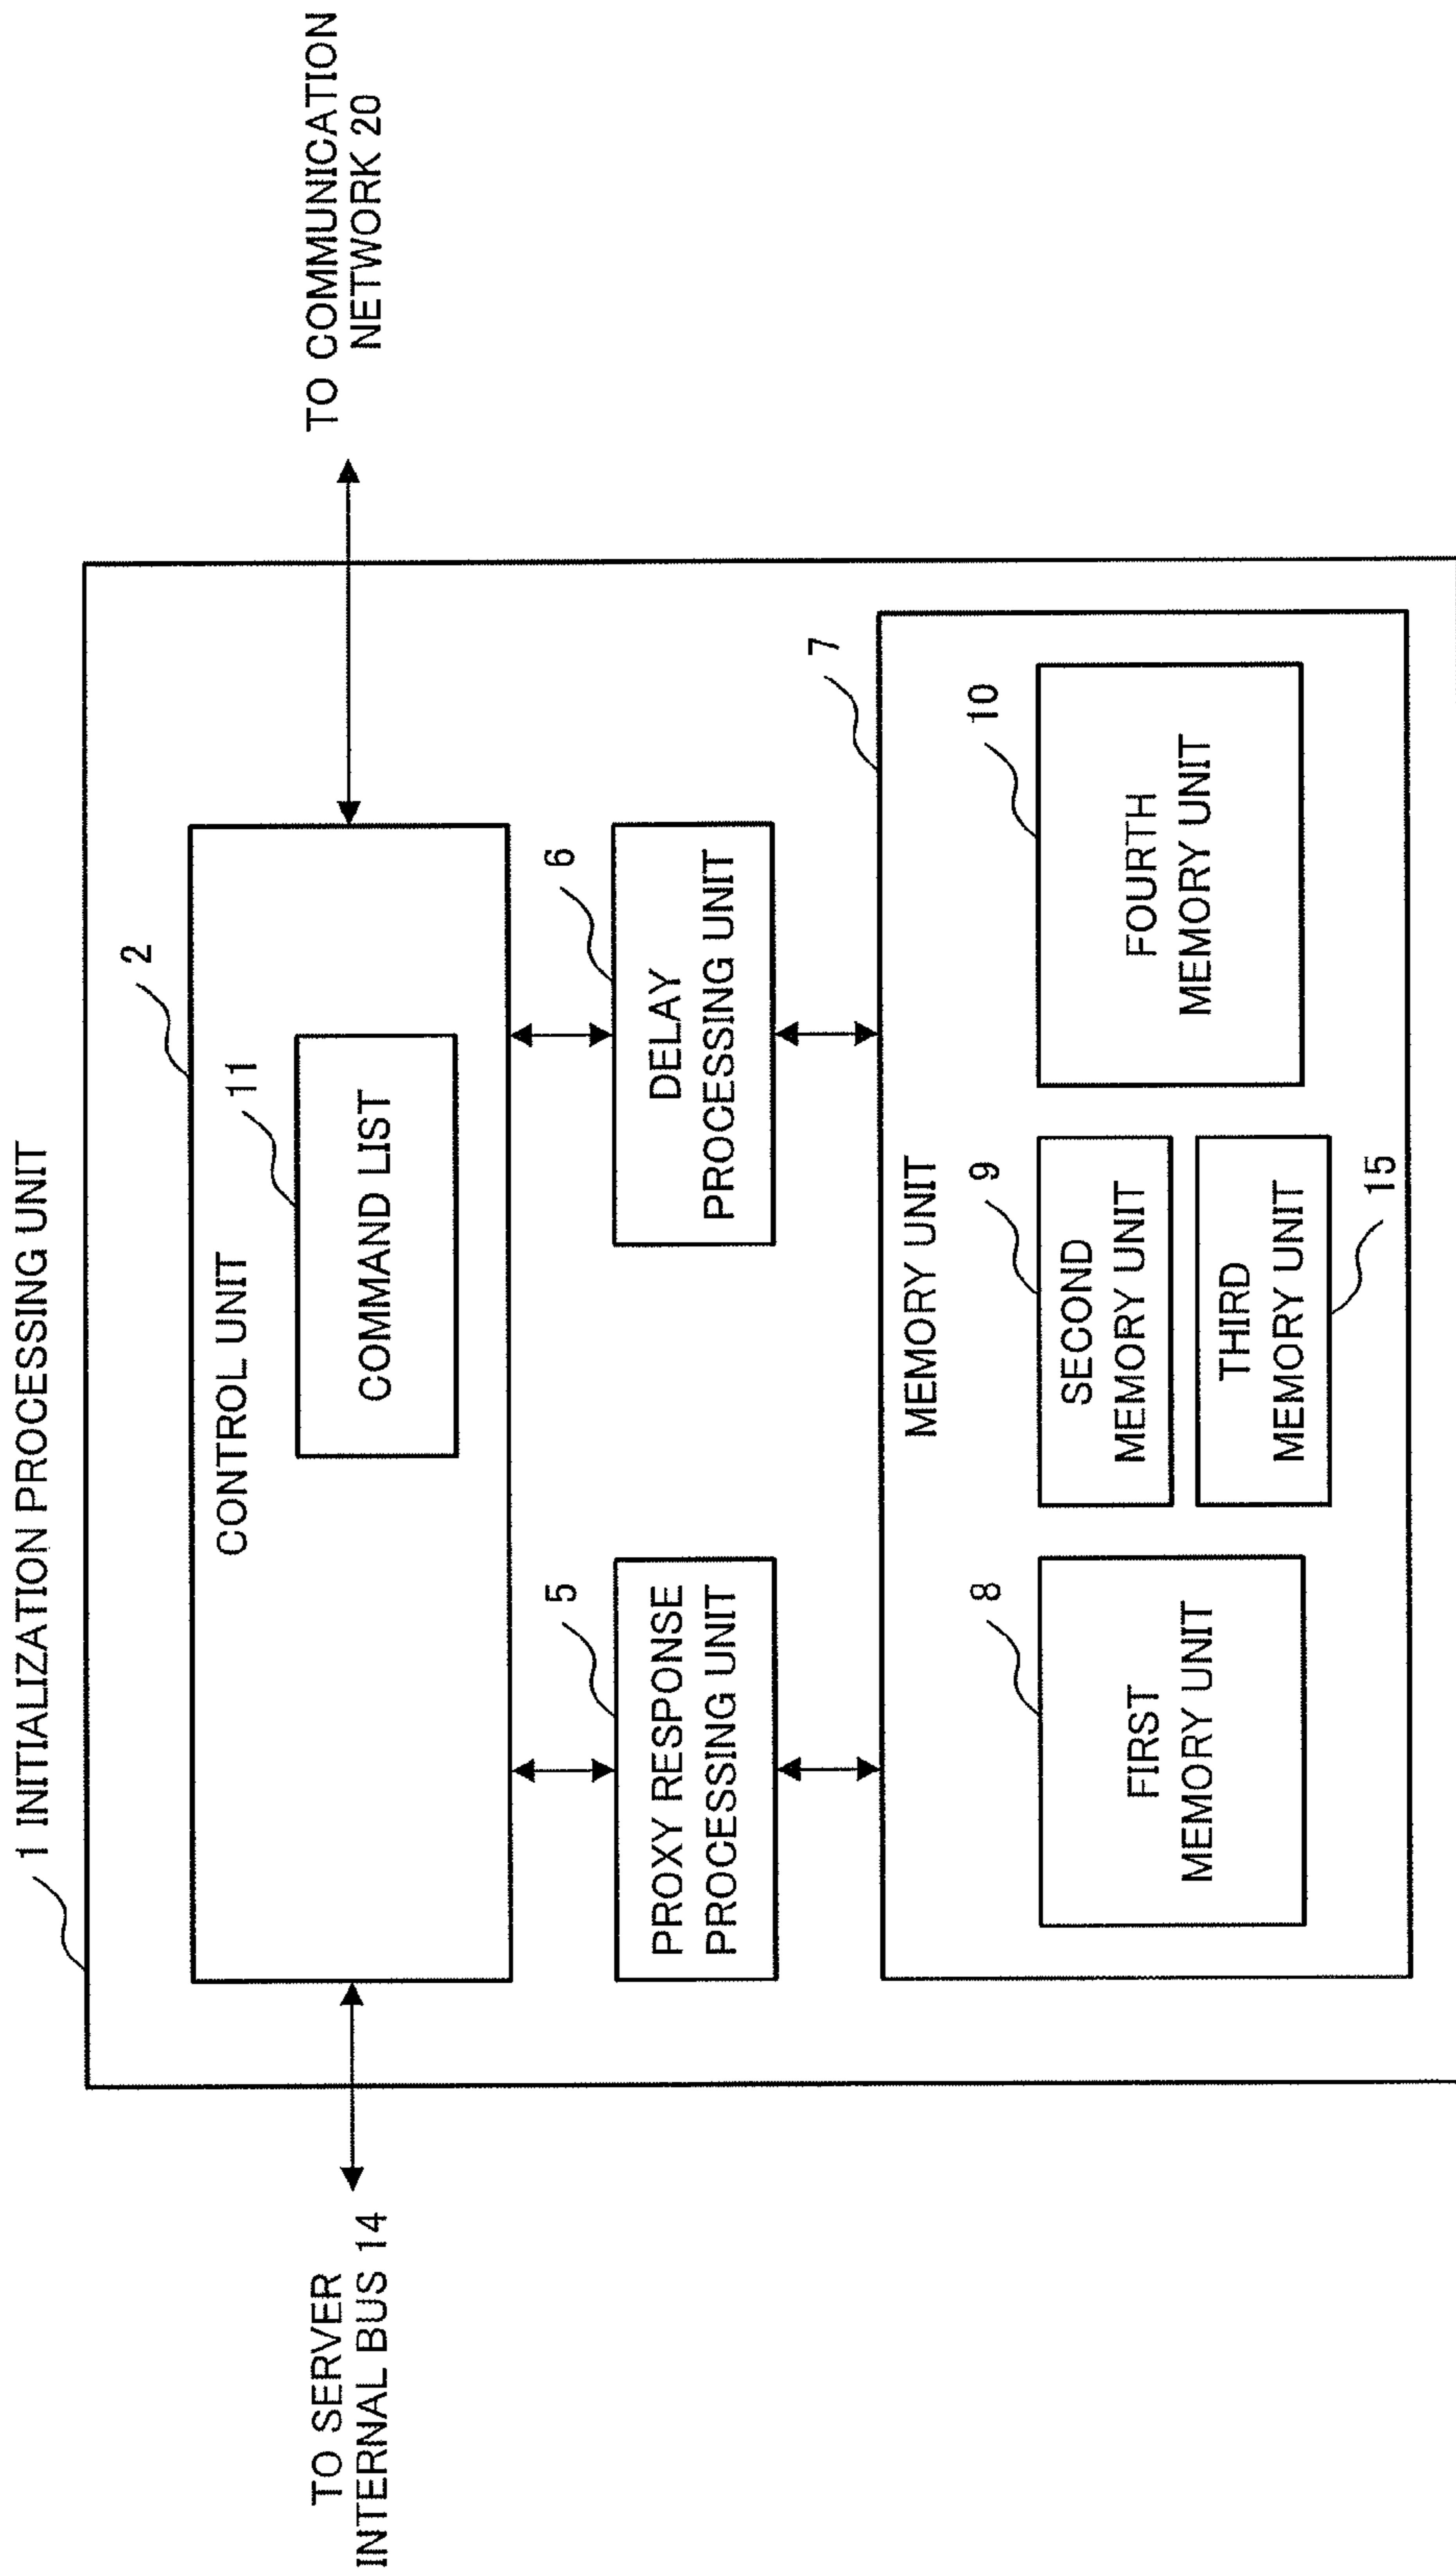 1 INITIALIZATION PROCESSING UNIT
2
CONTROL UNIT
11
COMMAND LIST
TO SERVER
INTERNAL BUS 14
TO COMMUNICATION
NETWORK 20
5
PROXY RESPONSE
PROCESSING UNIT
6
DELAY
PROCESSING UNIT
7
MEMORY UNIT
8
FIRST
MEMORY UNIT
9
SECOND
MEMORY UNIT
THIRD
MEMORY UNIT
15
10
FOURTH
MEMORY UNIT